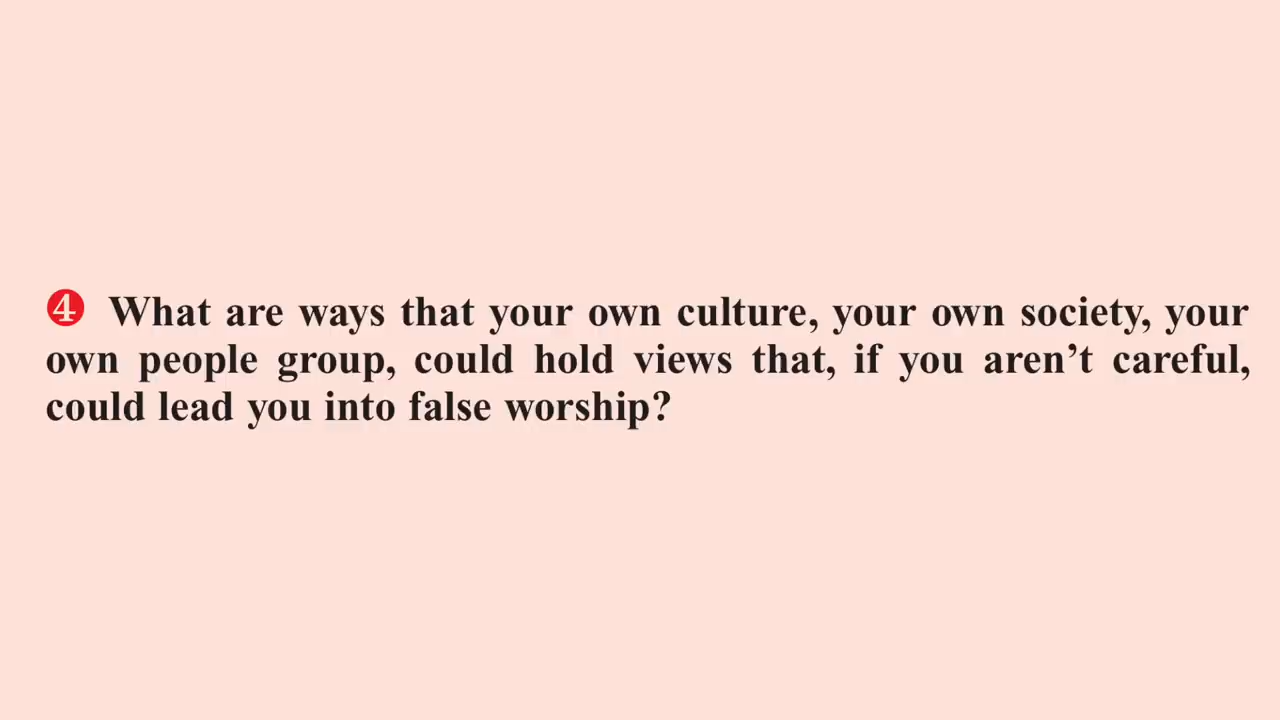 ❹ What are ways that your own culture, your own society, your
own people group, could hold views that, if you aren’t careful,
could lead you into false worship?